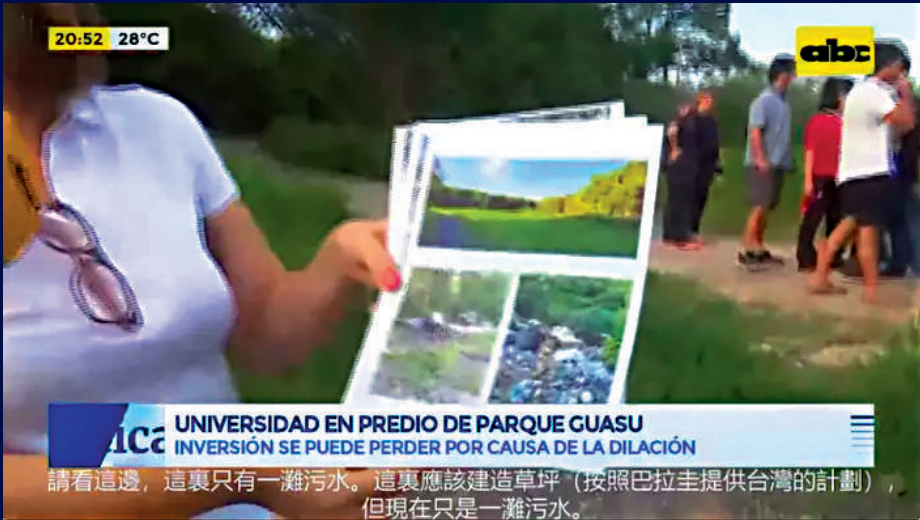 20:52 28°C
abc
ica
UNIVERSIDAD EN PREDIO DE PARQUE GUASU
INVERSIÓN SE PUEDE PERDER POR CAUSA DE LA DILACIÓN
請看這邊，這裏只有一灘污水。這裏應該建造草坪（按照巴拉圭提供台灣的計劃），
但現在只是一灘污水。